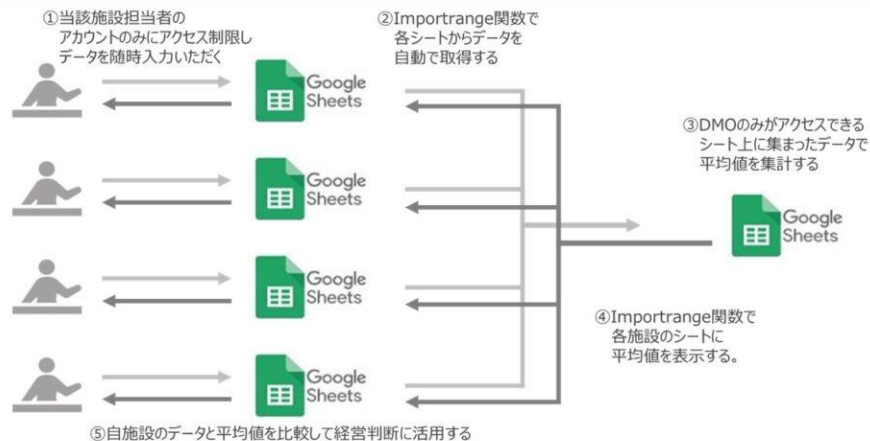 ①当該施設担当者の
アカウントのみにアクセス制限し
データを随時入力いただく
②Importrange関数で
各シートからデータを
自動で取得する
③DMOのみがアクセスできる
シート上に集まったデータで
平均値を集計する
Google
Sheets
Google
Sheets
Google
Sheets
Google
Sheets
Google
Sheets
④Importrange関数で
各施設のシートに
平均値を表示する。
⑤自施設のデータと平均値を比較して経営判断に活用する